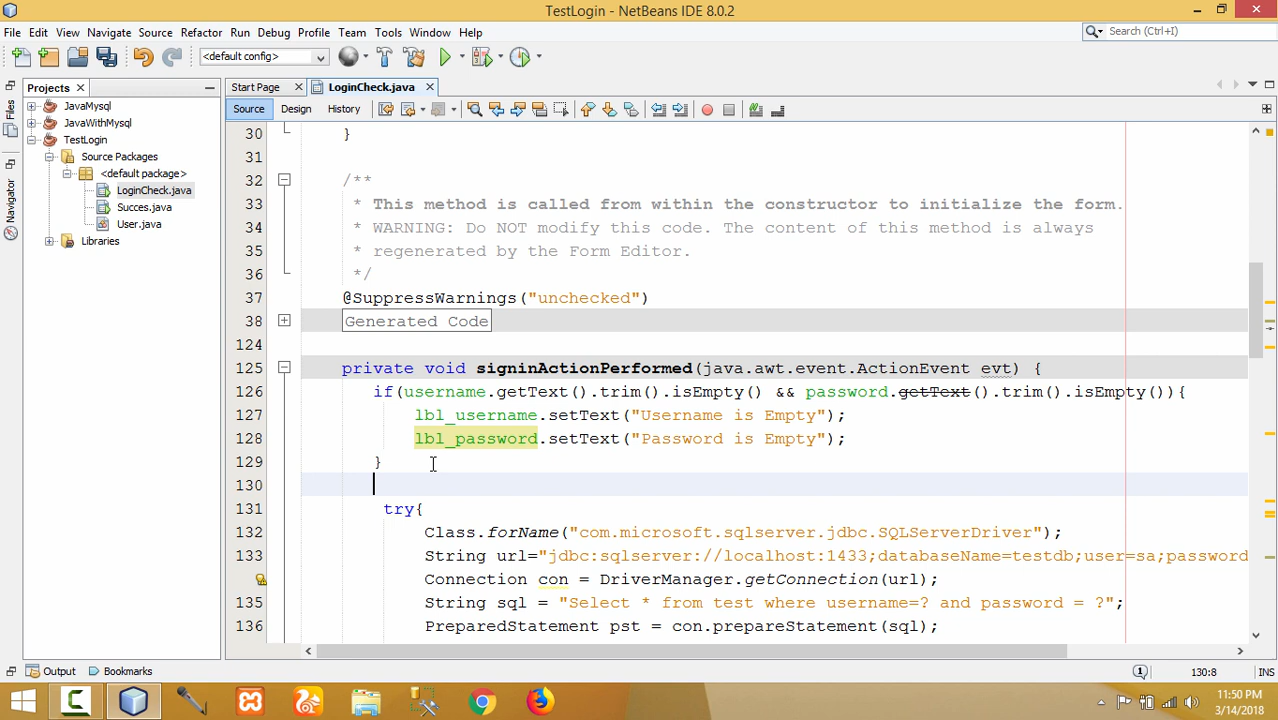 TestLogin - NetBeans IDE 8.0.2
File Edit View Navigate Source Refactor Run Debug Profile Team Tools Window Help
Search (Ctrl+I)
<default config>
Projects
Start Page
LoginCheck.java
Source Design History
Files
Navigator
JavaMysql
JavaWithMysql
TestLogin
Source Packages
<default package>
LoginCheck.java
Succes.java
User.java
Libraries
30 }
31
32 /**
33 * This method is called from within the constructor to initialize the form.
34 * WARNING: Do NOT modify this code. The content of this method is always
35 * regenerated by the Form Editor.
36 */
37 @SuppressWarnings("unchecked")
38 Generated Code
124
125 private void signinActionPerformed(java.awt.event.ActionEvent evt) {
126 if(username.getText().trim().isEmpty() && password.getText().trim().isEmpty()){
127 lbl_username.setText("Username is Empty");
128 lbl_password.setText("Password is Empty");
129 }
130
131 try{
132 Class.forName("com.microsoft.sqlserver.jdbc.SQLServerDriver");
133 String url="jdbc:sqlserver://localhost:1433;databaseName=testdb;user=sa;password
Connection con = DriverManager.getConnection(url);
135 String sql = "Select * from test where username=? and password = ?";
136 PreparedStatement pst = con.prepareStatement(sql);
Output Bookmarks
1 130:8 INS
11:50 PM
3/14/2018